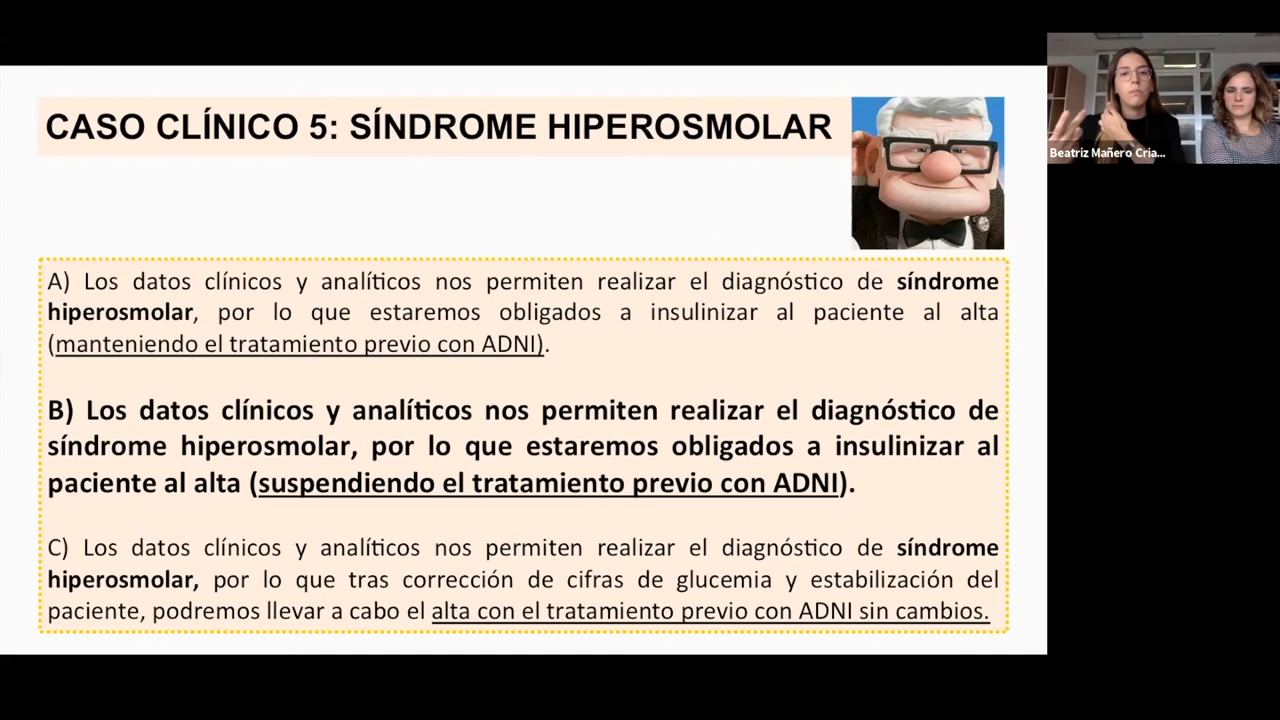 CASO CLÍNICO 5: SÍNDROME HIPEROSMOLAR
Beatriz Mañero Cria...
A) Los datos clínicos y analíticos nos permiten realizar el diagnóstico de síndrome
hiperosmolar, por lo que estaremos obligados a insulinizar al paciente al alta
(manteniendo el tratamiento previo con ADNI).
B) Los datos clínicos y analíticos nos permiten realizar el diagnóstico de
síndrome hiperosmolar, por lo que estaremos obligados a insulinizar al
paciente al alta (suspendiendo el tratamiento previo con ADNI).
C) Los datos clínicos y analíticos nos permiten realizar el diagnóstico de síndrome
hiperosmolar, por lo que tras corrección de cifras de glucemia y estabilización del
paciente, podremos llevar a cabo el alta con el tratamiento previo con ADNI sin cambios.